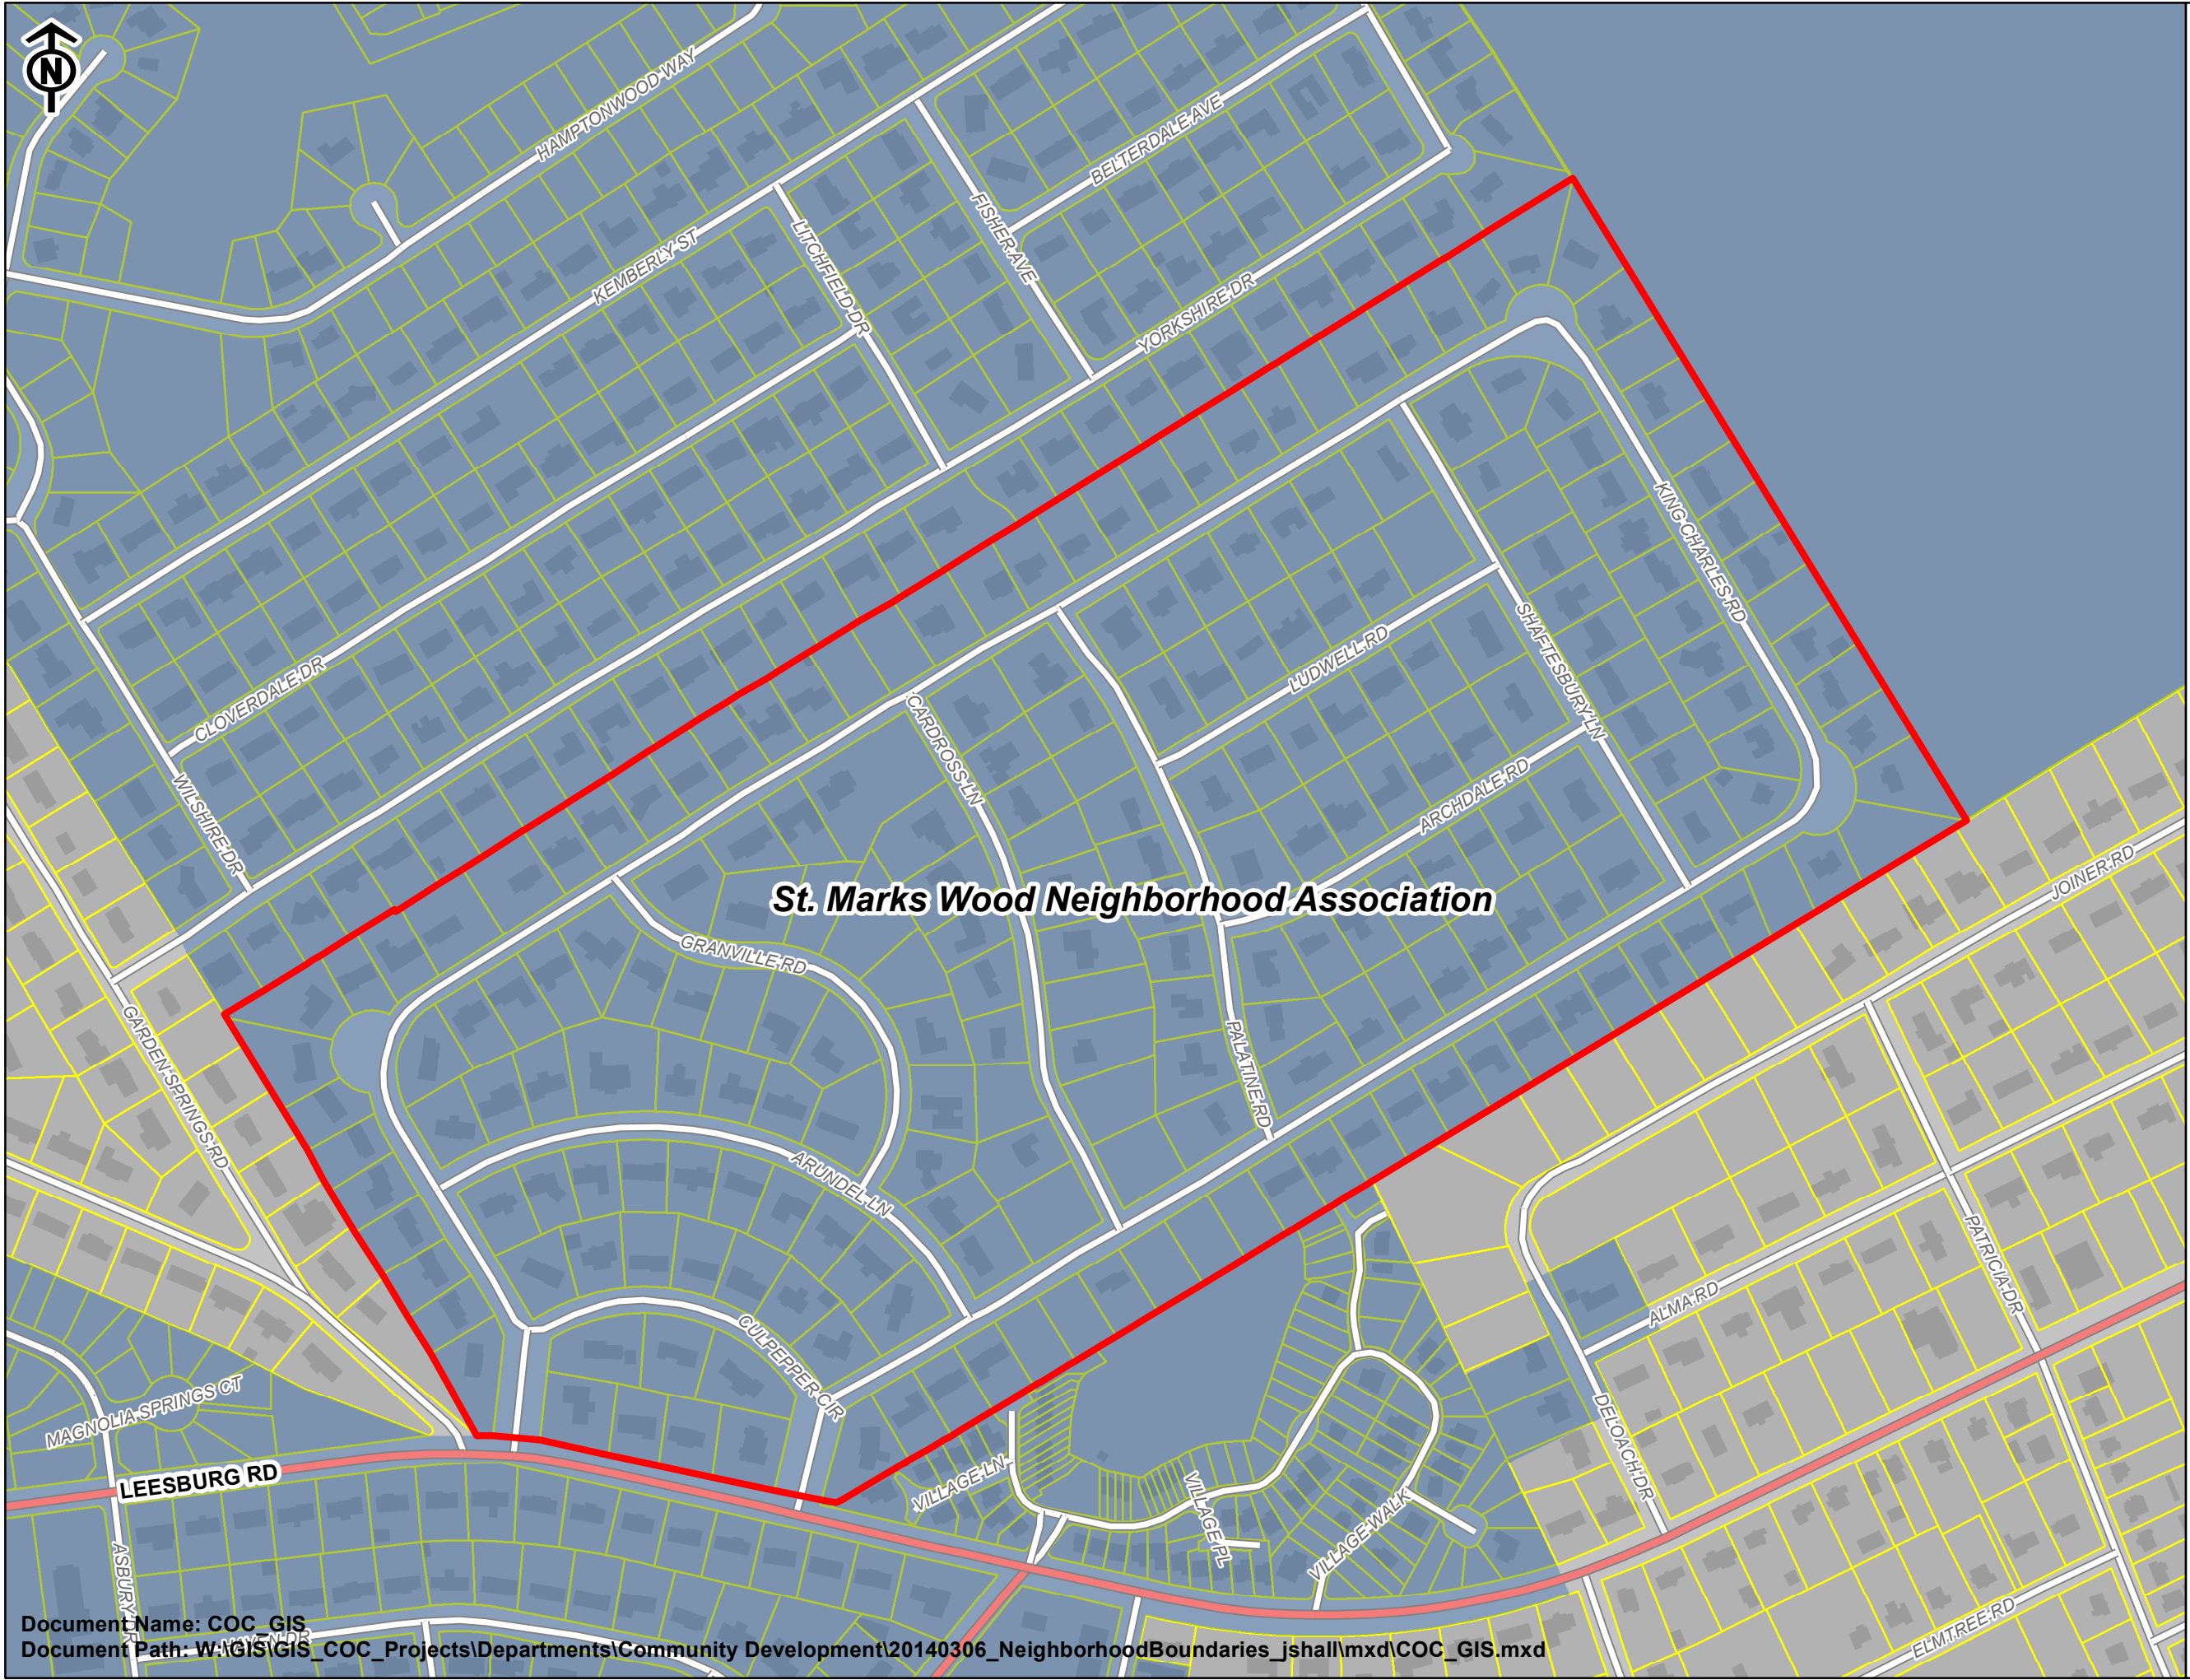 N
HAMPTONWOOD WAY
BELTERDALE AVE
KEMBERLY ST
LITCHFIELD DR
FISHER AVE
YORKSHIRE DR
KING CHARLES RD
CLOVERDALE DR
WILSHIRE DR
CARDROSS LN
LUDWELL RD
SHAFTESBURY LN
ARCHDALE RD
JOINER RD
St. Marks Wood Neighborhood Association
GRANVILLE RD
GARDEN SPRINGS RD
PALATINE RD
ARUNDEL LN
PATRICIA DR
ALMA RD
CULPEPPER CIR
MAGNOLIA SPRINGS CT
DELOACH DR
LEESBURG RD
VILLAGE LN
VILLAGE PL
VILLAGE WALK
ASBURY DR
ELMTREE RD
Document Name: COC_GIS
Document Path: W:\GIS\GIS_COC_Projects\Departments\Community Development\20140306_NeighborhoodBoundaries_jshall\mxd\COC_GIS.mxd